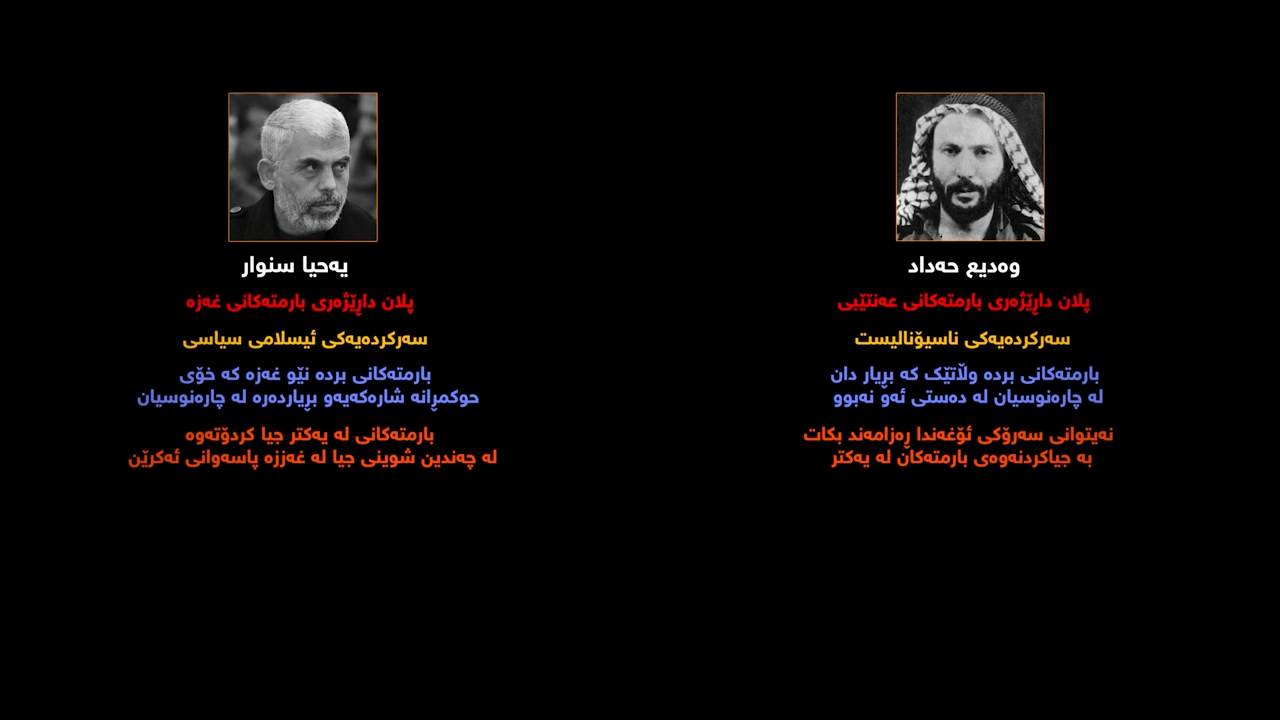 وەدیع حەداد
پلان داڕێژەری بارمتەکانی عەنتێبی
سەرکردەیەکی ناسیۆنالیست
بارمتەکانی بردە وڵاتێک کە بڕیار دان
لە چارەنوسیان لە دەستی ئەو نەبوو
نەیتوانی سەرۆکی ئۆغەندا ڕەزامەند بکات
بە جیاکردنەوەی بارمتەکان لە یەکتر
یەحیا سنوار
پلان داڕێژەری بارمتەکانی غەزە
سەرکردەیەکی ئیسلامی سیاسی
بارمتەکانی بردە نێو غەزە کە خۆی
حوکمڕانە شارەکەیەو بڕیاردەرە لە چارەنوسیان
بارمتەکانی لە یەکتر جیا کردۆتەوە
لە چەندین شوینی جیا لە غەززە پاسەوانی ئەکرێن